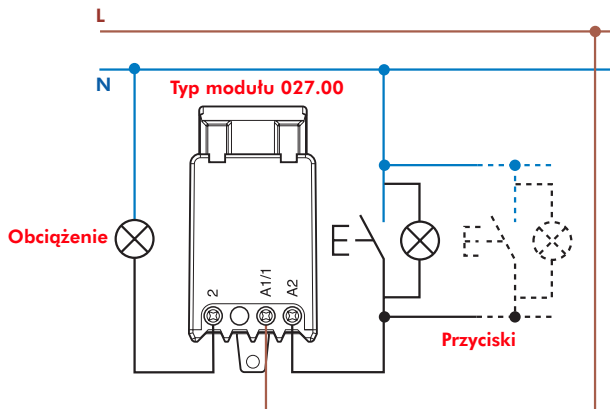 L
N
Typ modułu 027.00
Obciążenie
2
A1/1
A2
Przyciski